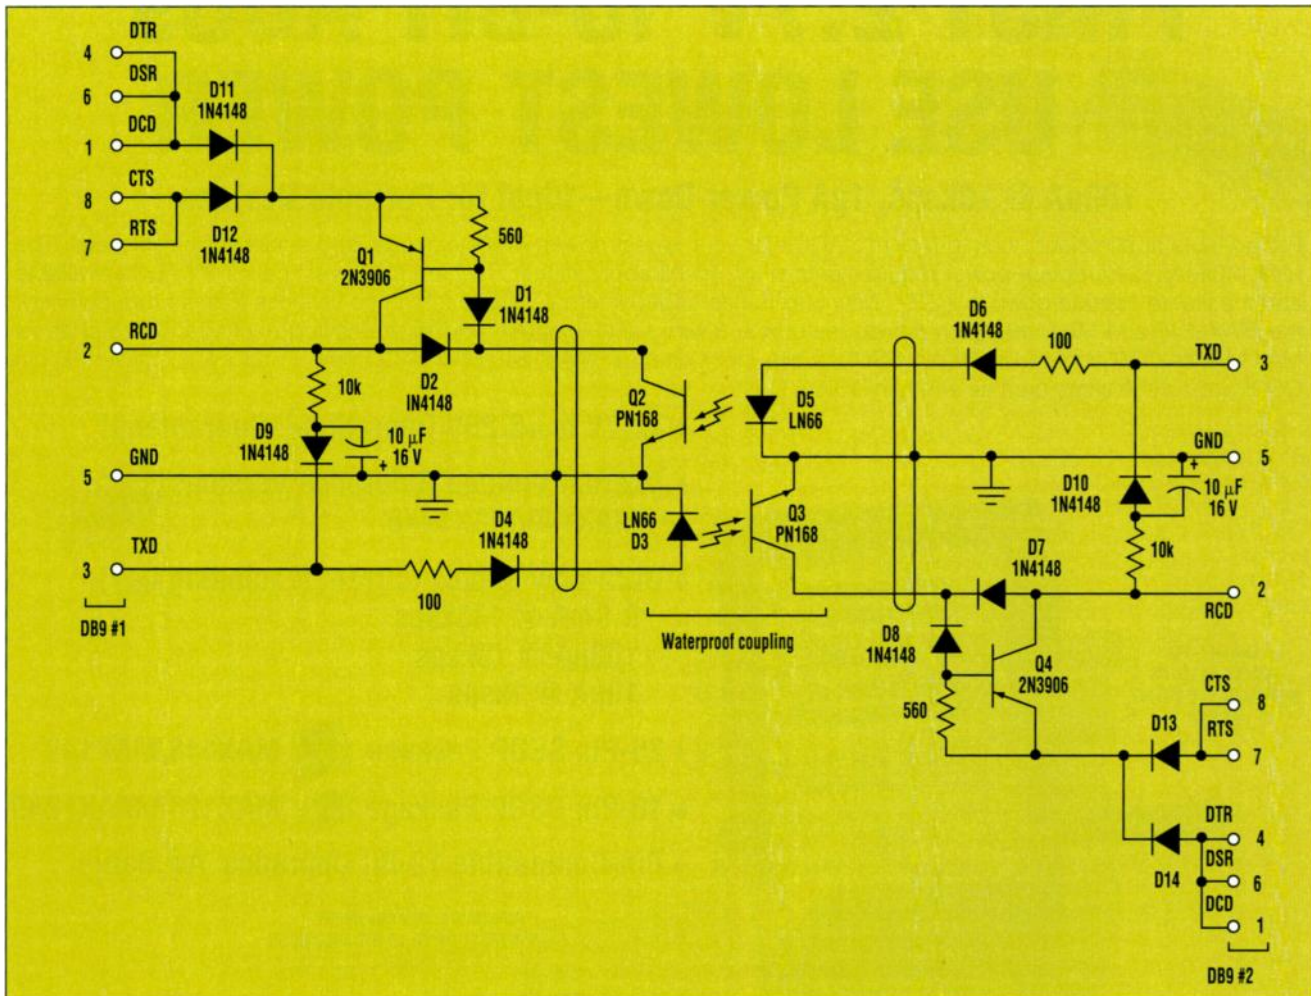 4 DTR
6 DSR
1 DCD
D11
1N4148
8 CTS
7 RTS
D12
1N4148
560
Q1
2N3906
D1
1N4148
2 RCD
D2
IN4148
10k
D9
1N4148
10 µF
16 V
+
5 GND
3 TXD
100
D4
1N4148
DB9 #1
Q2
PN168
D5
LN66
LN66
D3
Q3
PN168
Waterproof coupling
D6
1N4148
100
TXD 3
GND 5
D10
1N4148
+
10 µF
16 V
10k
D7
1N4148
RCD 2
D8
1N4148
Q4
2N3906
560
CTS 8
RTS 7
D13
D14
DTR 4
DSR 6
DCD 1
DB9 #2